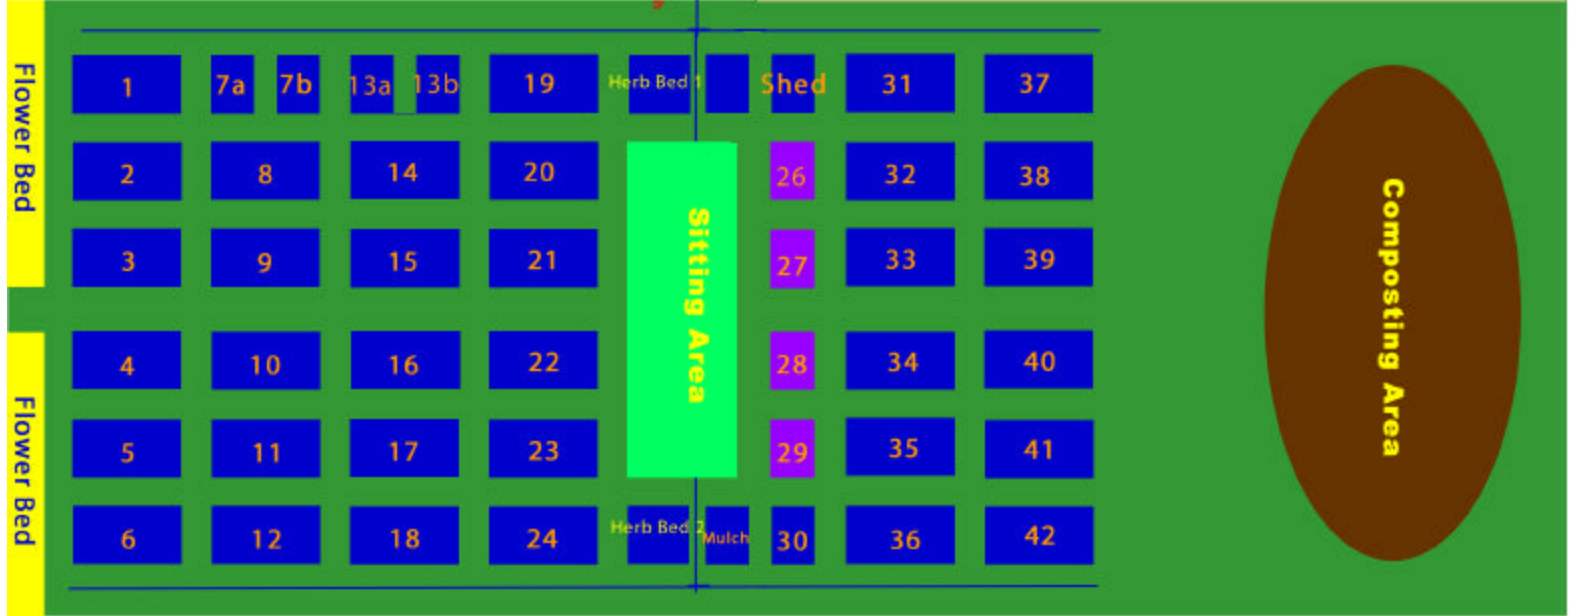 Flower Bed
1 7a 7b 13a 13b 19 Herb Bed 1 Shed 31 37
2 8 14 20 26 32 38
3 9 15 21 27 33 39
Sitting Area
Composting Area
Flower Bed
4 10 16 22 28 34 40
5 11 17 23 29 35 41
6 12 18 24 Herb Bed 2 Mulch 30 36 42